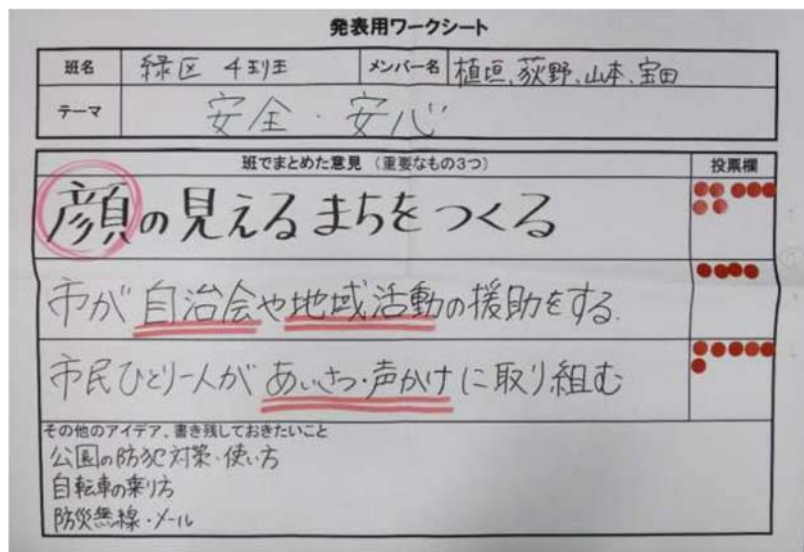 発表用ワークシート
班名 緑区 4班 メンバー名 植垣、荻野、山本、宝田
テーマ 安全・安心
班でまとめた意見 (重要なもの3つ) 投票欄
顔の見えるまちをつくる
市が自治会や地域活動の援助をする.
市民ひとり一人があいさつ・声かけに取り組む
その他のアイデア、書き残しておきたいこと
公園の防犯対策・使い方
自転車の乗り方
防災無線・メール